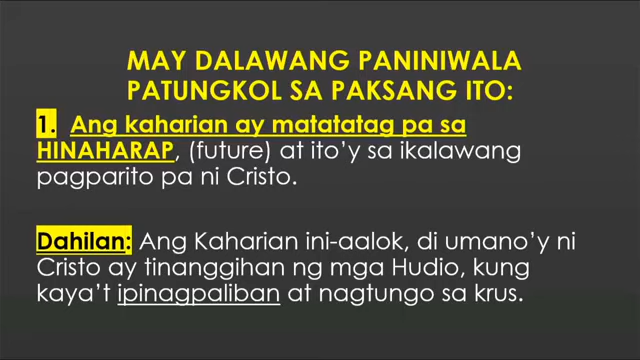 MAY DALAWANG PANINIWALA
PATUNGKOL SA PAKSANG ITO:
1. Ang kaharian ay matatatag pa sa
HINAHARAP, (future) at ito'y sa ikalawang
pagparito pa ni Cristo.
Dahilan: Ang Kaharian ini-aalok, di umano'y ni
Cristo ay tinanggihan ng mga Hudio, kung
kaya't ipinagpaliban at nagtungo sa krus.